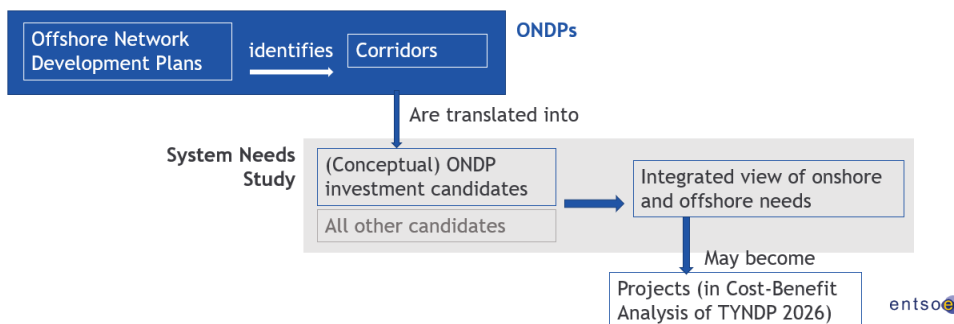 ONDPs
Offshore Network
Development Plans
identifies
Corridors
Are translated into
System Needs
Study
(Conceptual) ONDP
investment candidates
All other candidates
Integrated view of onshore
and offshore needs
May become
Projects (in Cost-Benefit
Analysis of TYNDP 2026)
entsoe